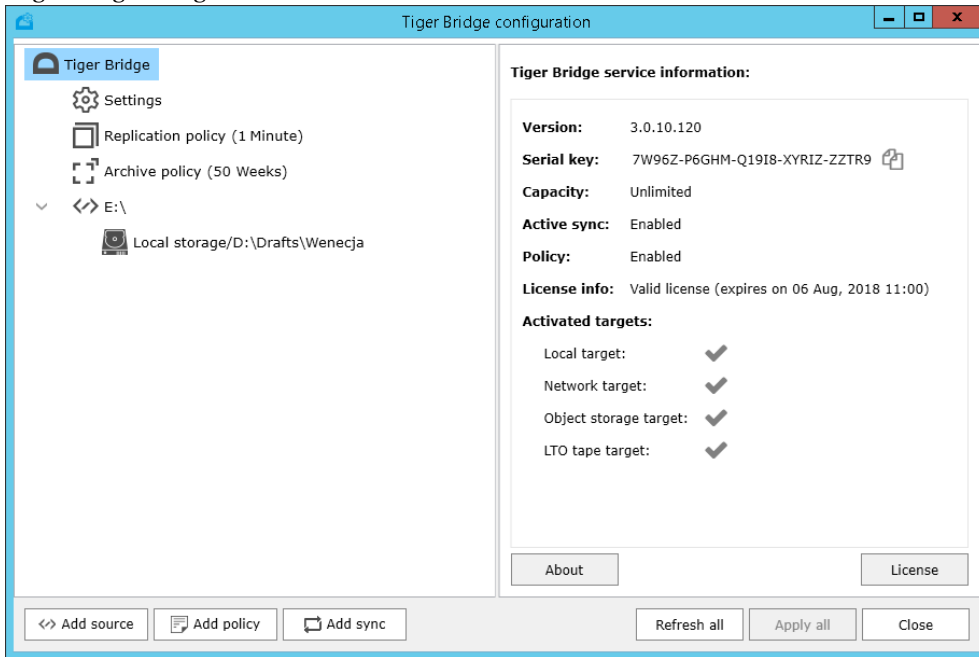 Tiger Bridge configuration
Tiger Bridge
Settings
Replication policy (1 Minute)
Archive policy (50 Weeks)
E:\
Local storage/D:\Drafts\Wenecja
Tiger Bridge service information:
Version: 3.0.10.120
Serial key: 7W96Z-P6GHM-Q19I8-XYRIZ-ZZTR9
Capacity: Unlimited
Active sync: Enabled
Policy: Enabled
License info: Valid license (expires on 06 Aug, 2018 11:00)
Activated targets:
Local target:
Network target:
Object storage target:
LTO tape target:
About
License
Add source
Add policy
Add sync
Refresh all
Apply all
Close